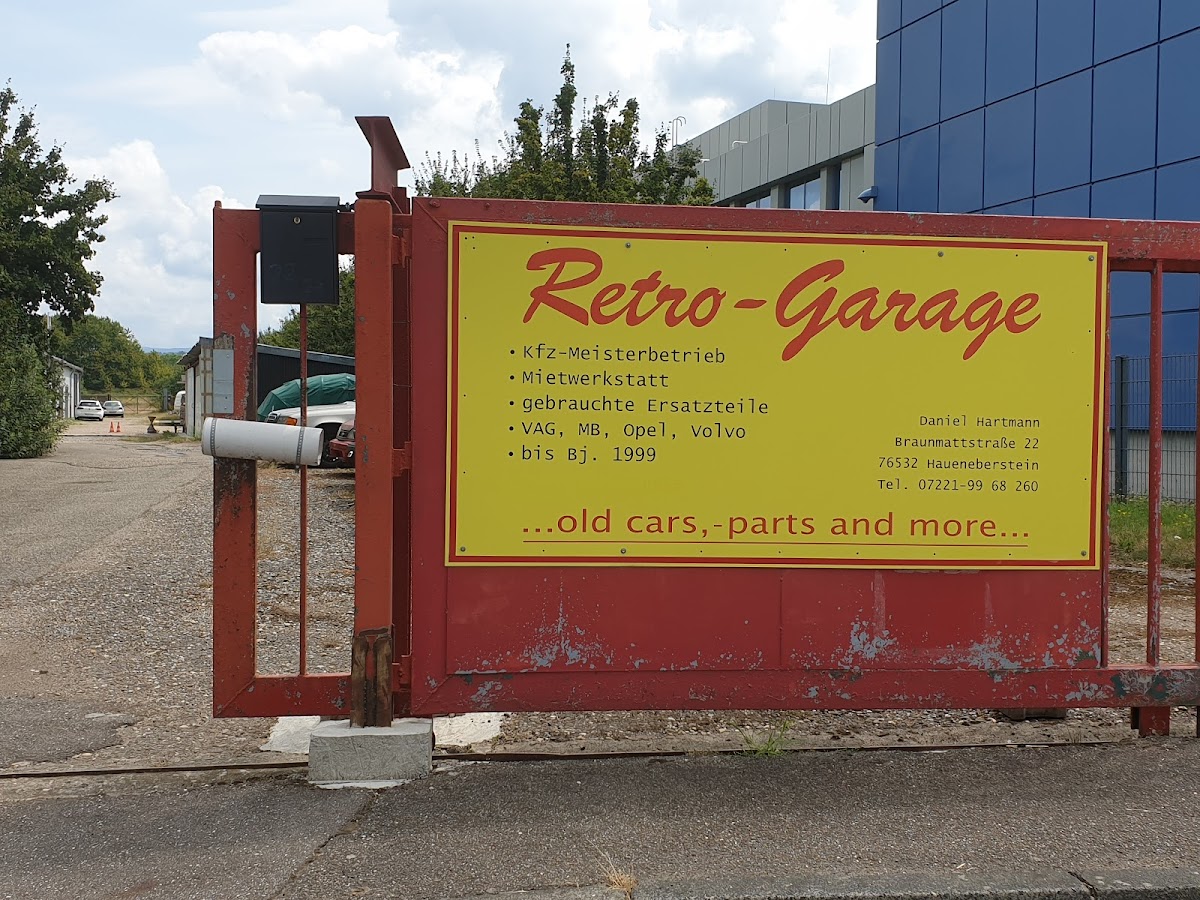 Retro-Garage
• Kfz-Meisterbetrieb
• Mietwerkstatt
• gebrauchte Ersatzteile
• VAG, MB, Opel, Volvo
• bis Bj. 1999
Daniel Hartmann
Braunmattstraße 22
76532 Haueneberstein
Tel. 07221-99 68 260
...old cars,-parts and more...